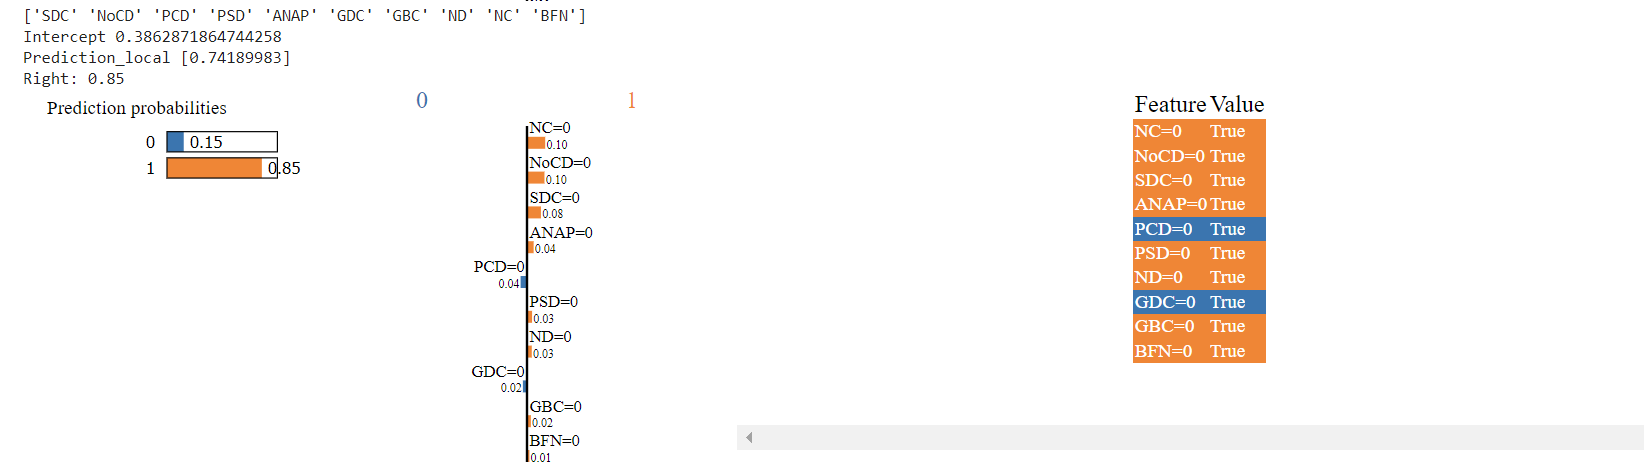 ['SDC' 'NoCD' 'PCD' 'PSD' 'ANAP' 'GDC' 'GBC' 'ND' 'NC' 'BFN']
Intercept 0.3862871864744258
Prediction_local [0.74189983]
Right: 0.85
Prediction probabilities
0 0.15
1 0.85
0 1
NC=0
0.10
NoCD=0
0.10
SDC=0
0.08
ANAP=0
0.04
PCD=0
0.04
PSD=0
0.03
ND=0
0.03
GDC=0
0.02
GBC=0
0.02
BFN=0
0.01
Feature Value
NC=0 True
NoCD=0 True
SDC=0 True
ANAP=0 True
PCD=0 True
PSD=0 True
ND=0 True
GDC=0 True
GBC=0 True
BFN=0 True